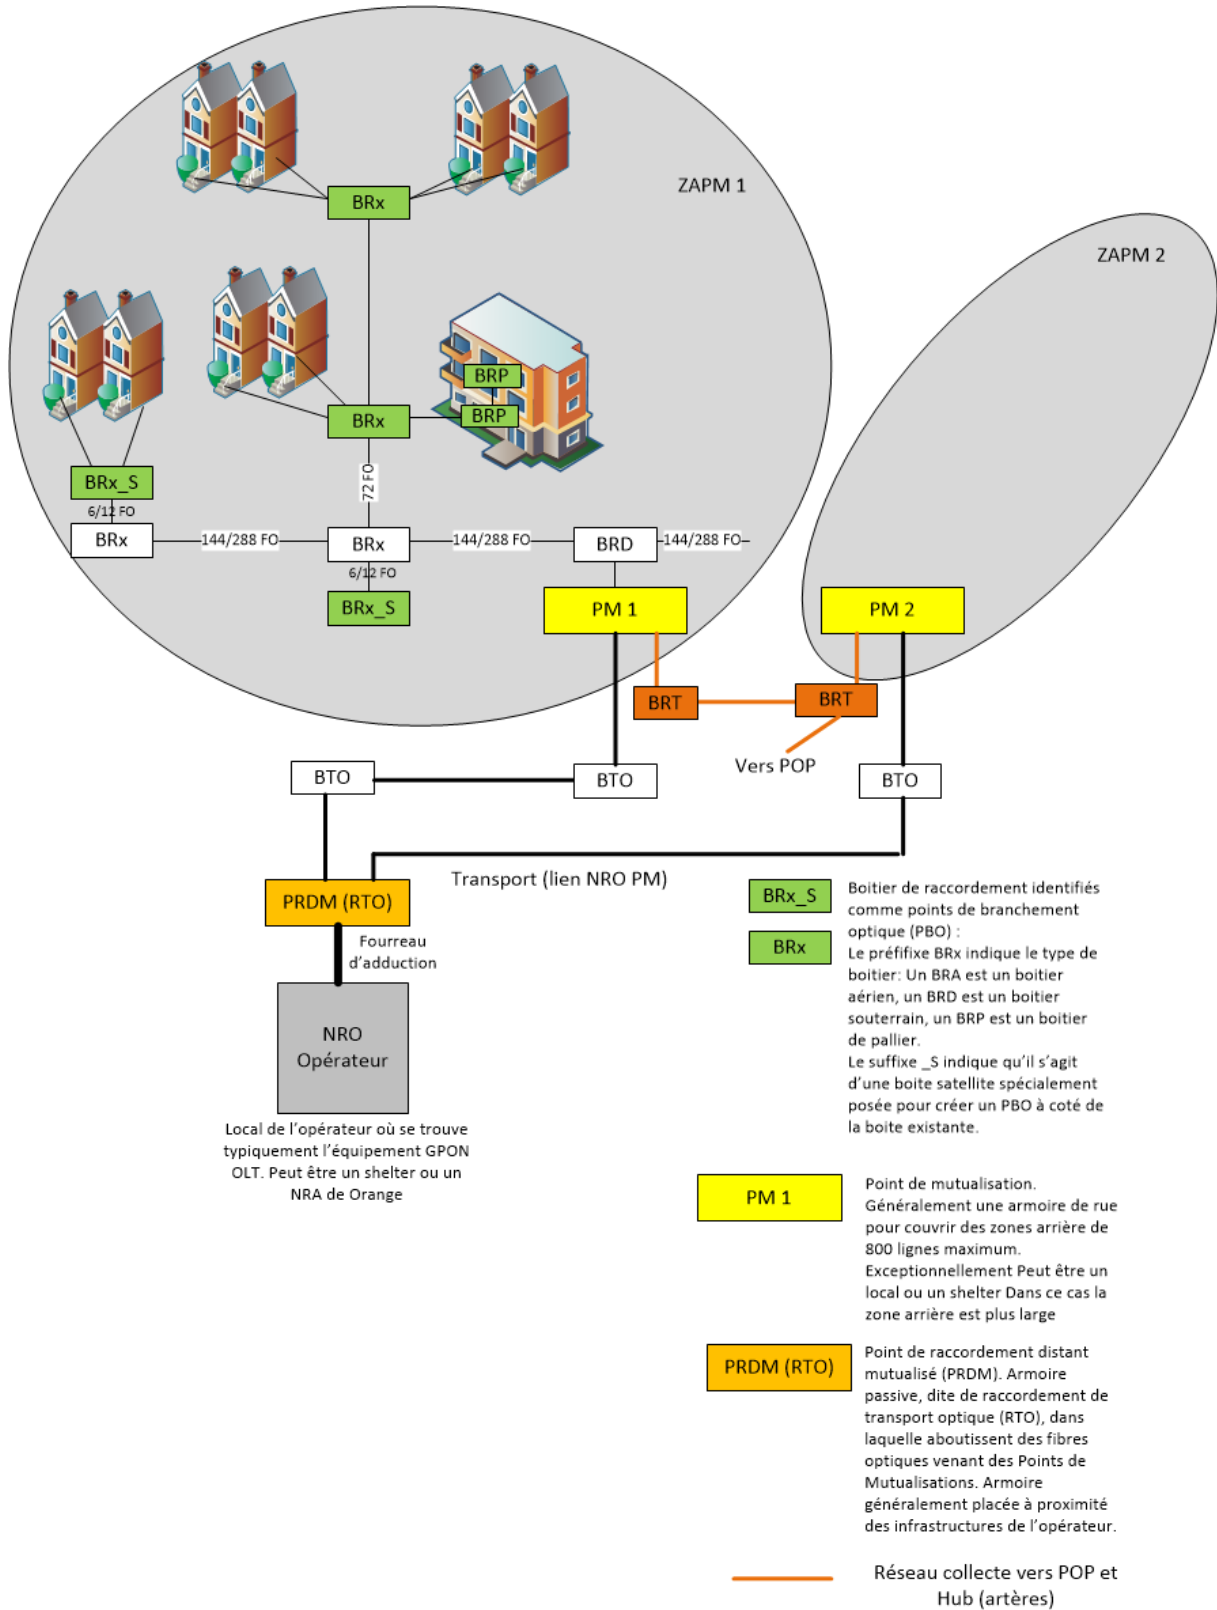 ZAPM 1
BRx
ZAPM 2
BRP
BRx
BRP
72 FO
BRx_S
6/12 FO
BRx
144/288 FO
BRx
144/288 FO
BRD
144/288 FO
6/12 FO
BRx_S
PM 1
PM 2
BRT
BRT
Vers POP
BTO
BTO
BTO
Transport (lien NRO PM)
PRDM (RTO)
Fourreau
d’adduction
NRO
Opérateur
Local de l’opérateur où se trouve
typiquement l’équipement GPON
OLT. Peut être un shelter ou un
NRA de Orange
BRx_S
BRx
Boitier de raccordement identifiés
comme points de branchement
optique (PBO) :
Le préfifixe BRx indique le type de
boitier: Un BRA est un boitier
aérien, un BRD est un boitier
souterrain, un BRP est un boitier
de pallier.
Le suffixe _S indique qu’il s’agit
d’une boite satellite spécialement
posée pour créer un PBO à coté de
la boite existante.
PM 1
Point de mutualisation.
Généralement une armoire de rue
pour couvrir des zones arrière de
800 lignes maximum.
Exceptionnellement Peut être un
local ou un shelter Dans ce cas la
zone arrière est plus large
PRDM (RTO)
Point de raccordement distant
mutualisé (PRDM). Armoire
passive, dite de raccordement de
transport optique (RTO), dans
laquelle aboutissent des fibres
optiques venant des Points de
Mutualisations. Armoire
généralement placée à proximité
des infrastructures de l’opérateur.
Réseau collecte vers POP et
Hub (artères)